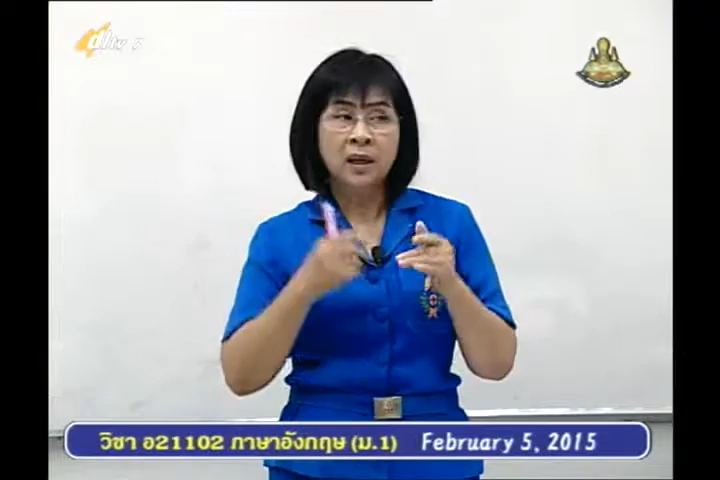 dltv 7
วิชา อ21102 ภาษาอังกฤษ (ม.1) February 5, 2015